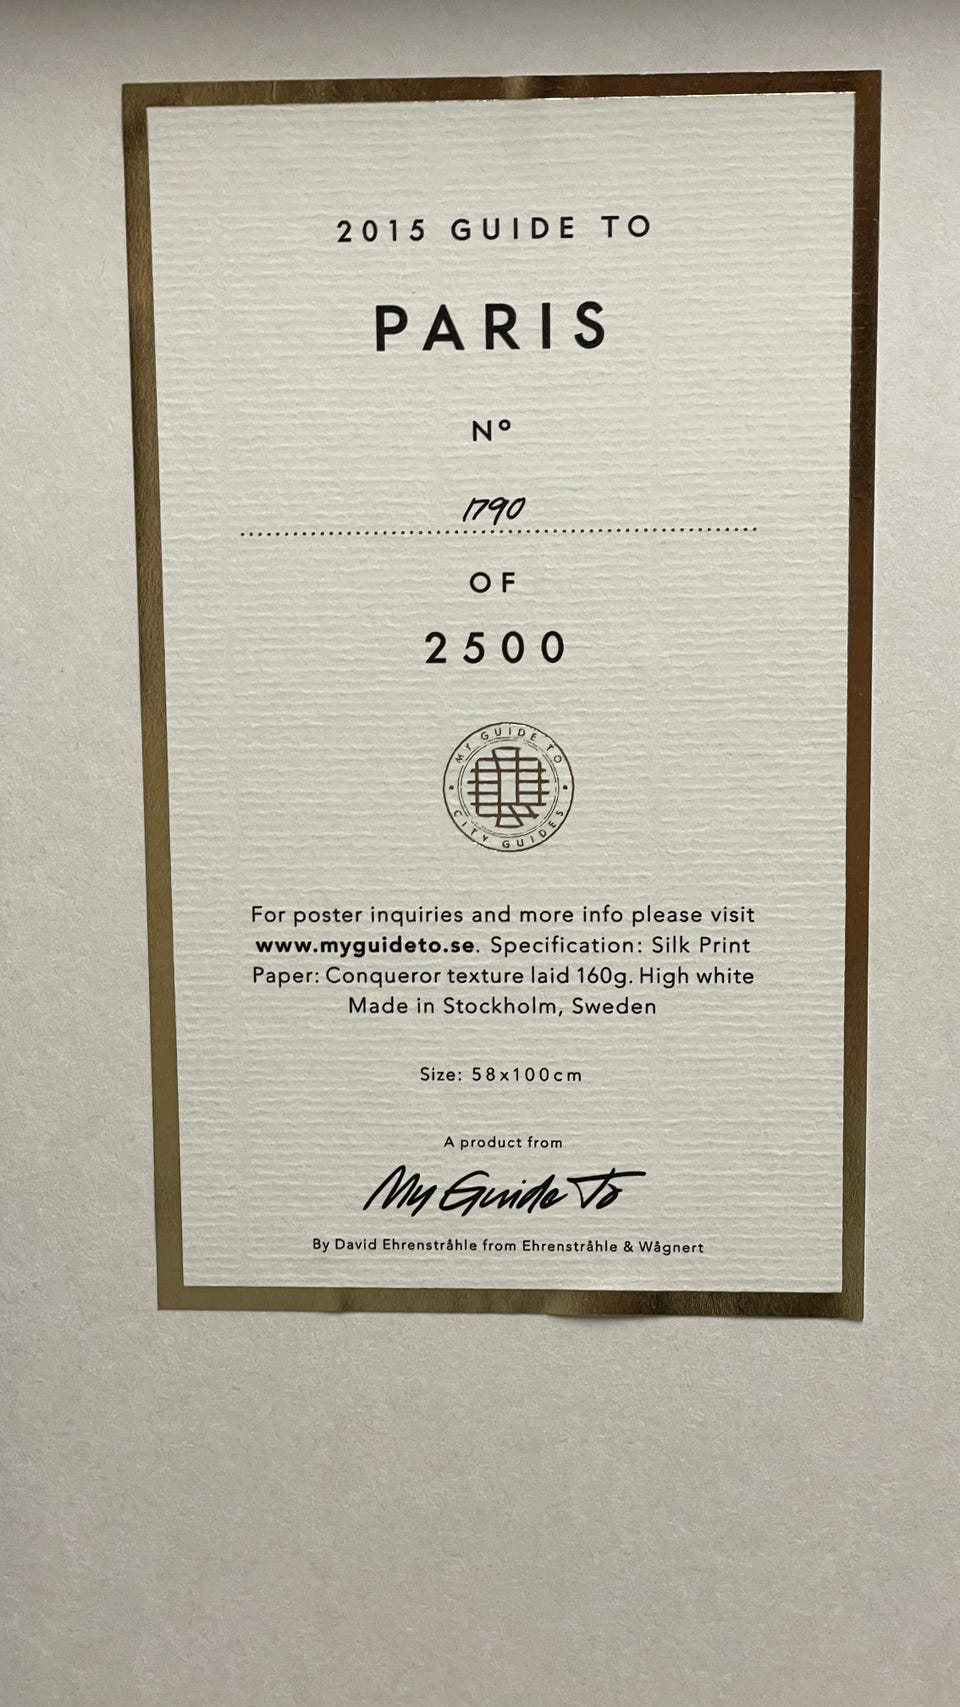 2015 GUIDE TO
PARIS
Nº
1790
OF
2500
MY GUIDE TO
CITY GUIDES
For poster inquiries and more info please visit
www.myguideto.se. Specification: Silk Print
Paper: Conqueror texture laid 160g. High white
Made in Stockholm, Sweden
Size: 58x100cm
A product from
My Guide To
By David Ehrenstråhle from Ehrenstråhle & Wågnert